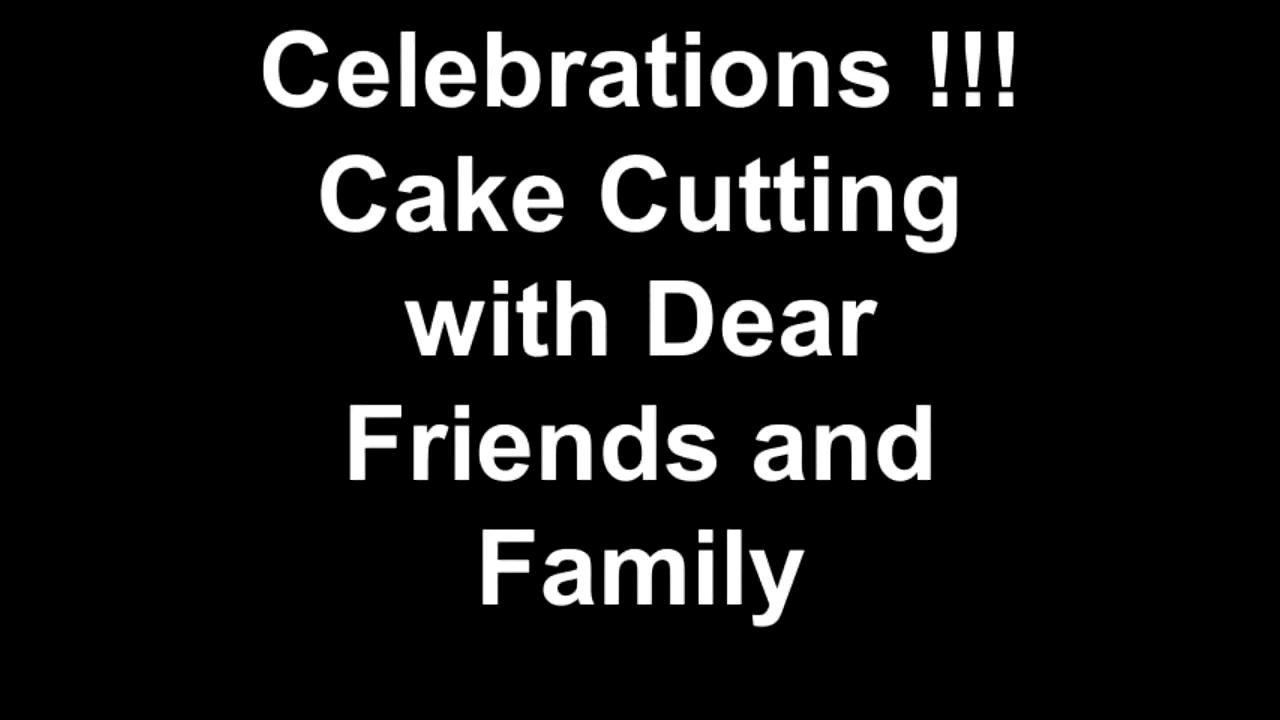 Celebrations !!!
Cake Cutting
with Dear
Friends and
Family